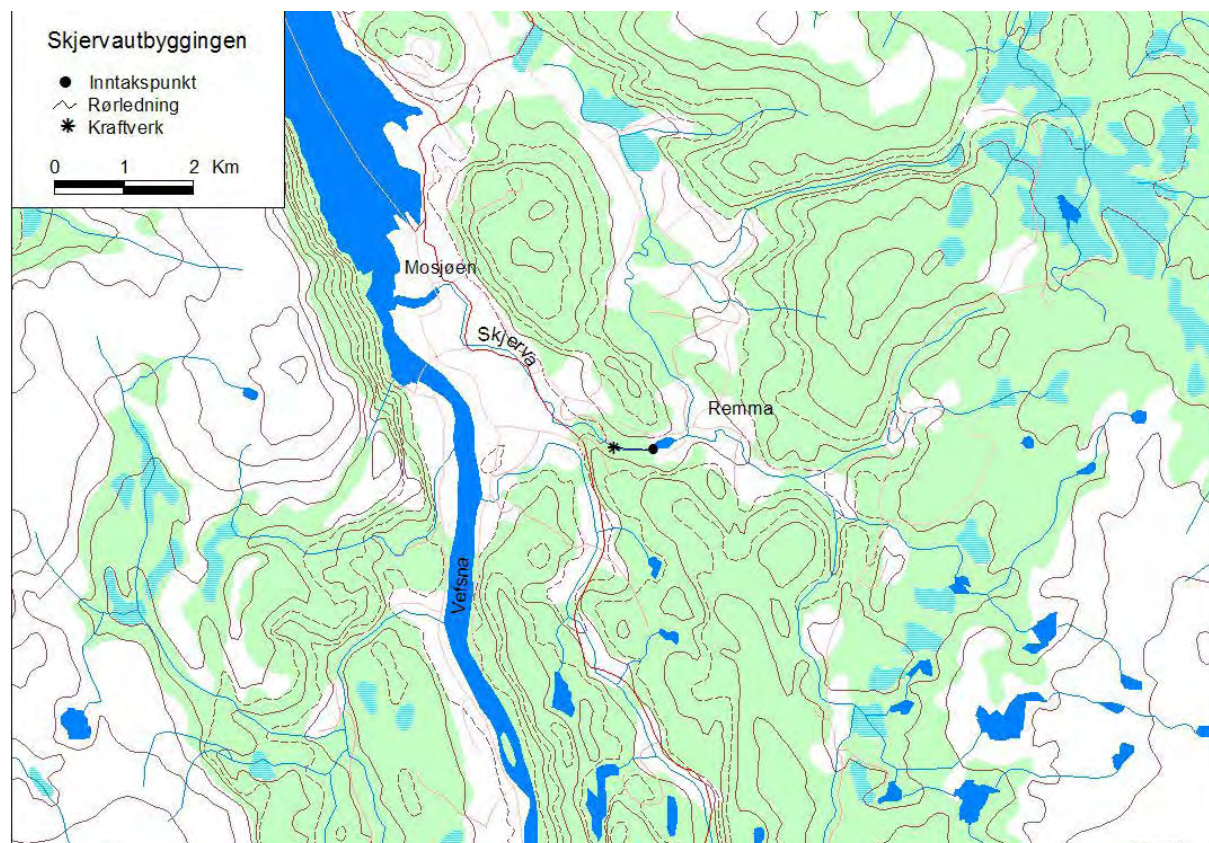 Skjervautbyggingen
Inntakspunkt
Rørledning
Kraftverk
0 1 2 Km
Mosjøen
Skjerva
Remma
Vefsna